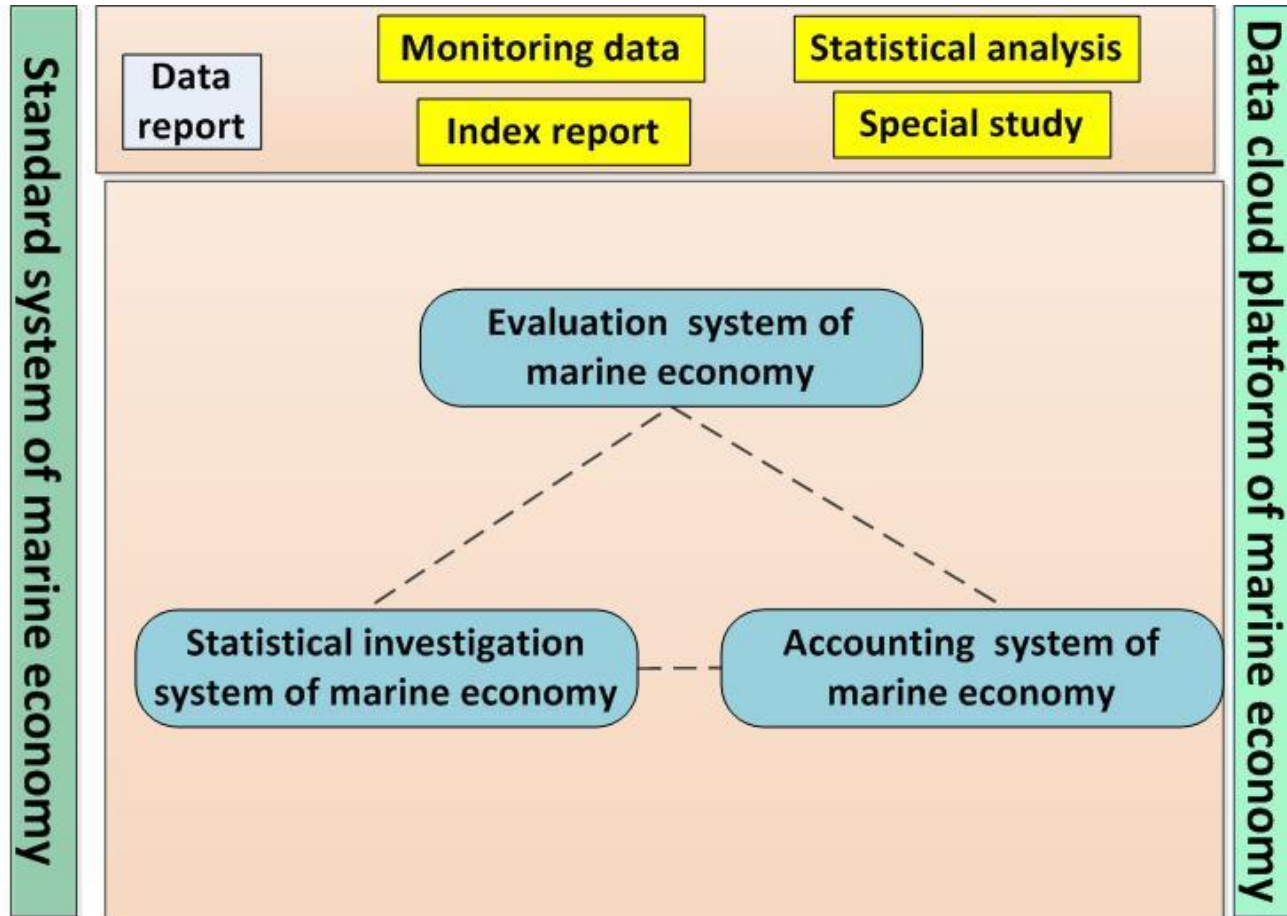 Standard system of marine economy
Data
report
Monitoring data
Statistical analysis
Index report
Special study
Evaluation system of
marine economy
Statistical investigation
system of marine economy
Accounting system of
marine economy
Data cloud platform of marine economy